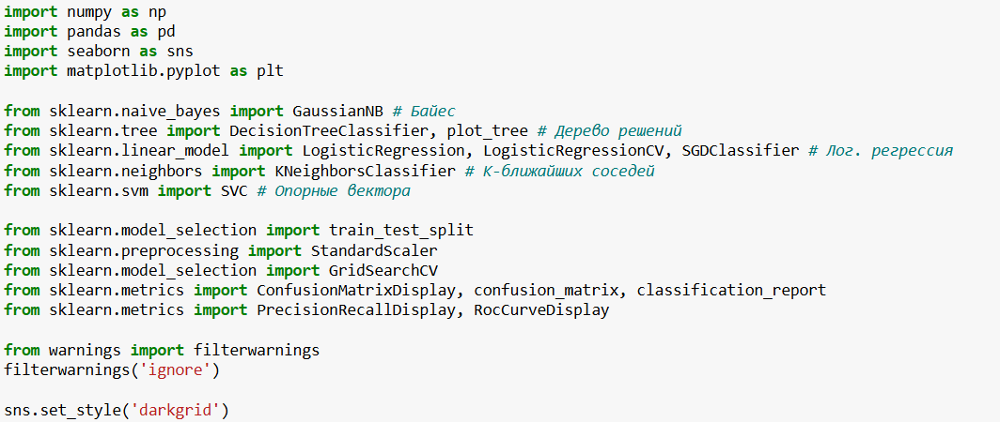 import numpy as np
import pandas as pd
import seaborn as sns
import matplotlib.pyplot as plt
from sklearn.naive_bayes import GaussianNB # Байес
from sklearn.tree import DecisionTreeClassifier, plot_tree # Дерево решений
from sklearn.linear_model import LogisticRegression, LogisticRegressionCV, SGDClassifier # Лог. регрессия
from sklearn.neighbors import KNeighborsClassifier # К-ближайших соседей
from sklearn.svm import SVC # Опорные вектора
from sklearn.model_selection import train_test_split
from sklearn.preprocessing import StandardScaler
from sklearn.model_selection import GridSearchCV
from sklearn.metrics import ConfusionMatrixDisplay, confusion_matrix, classification_report
from sklearn.metrics import PrecisionRecallDisplay, RocCurveDisplay
from warnings import filterwarnings
filterwarnings('ignore')
sns.set_style('darkgrid')